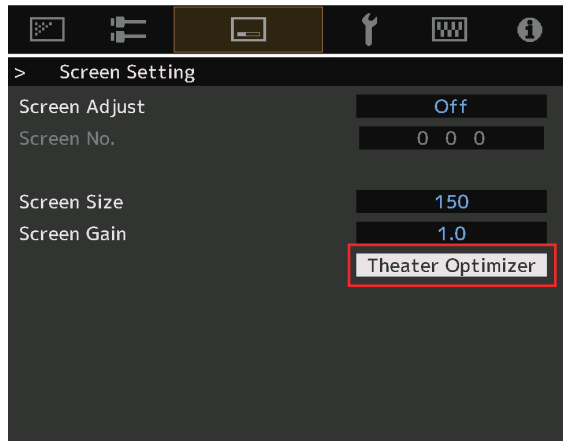 > Screen Setting
Screen Adjust Off
Screen No. 0 0 0
Screen Size 150
Screen Gain 1.0
Theater Optimizer